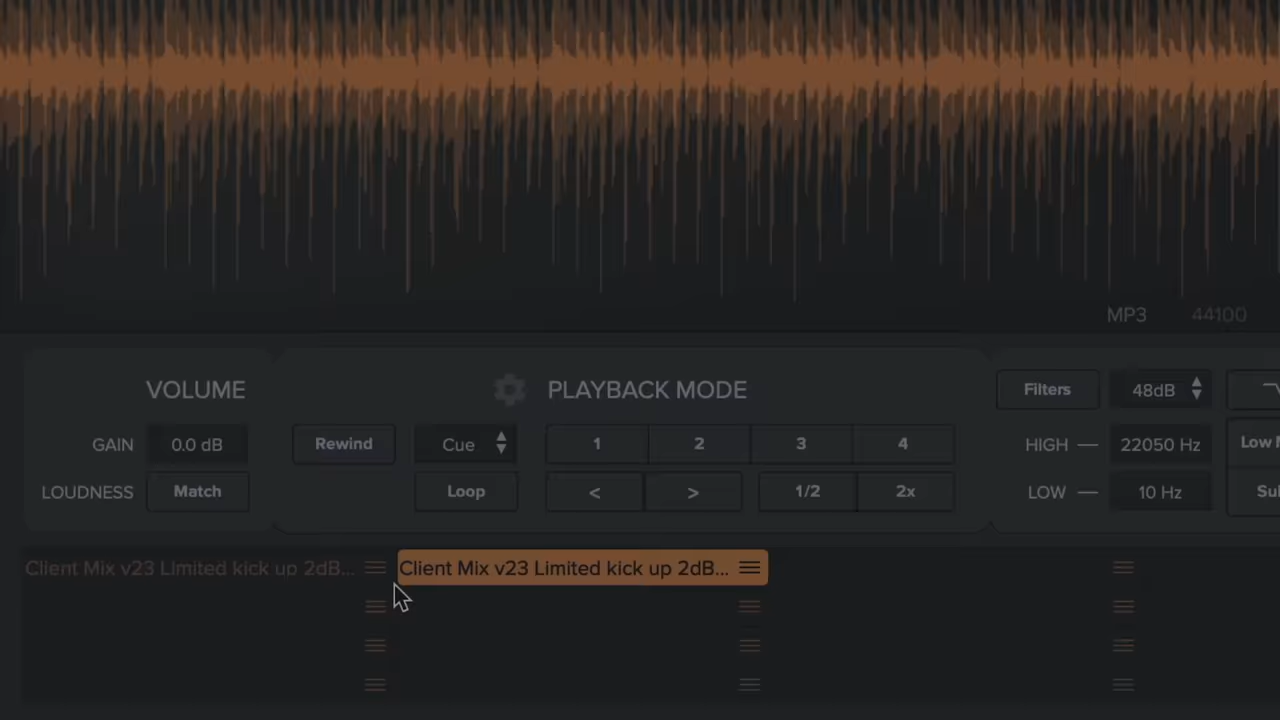 MP3 44100
VOLUME
GAIN 0.0 dB
LOUDNESS Match
PLAYBACK MODE
Rewind Cue 1 2 3 4
Loop < > 1/2 2x
Filters 48dB
HIGH 22050 Hz Low
LOW 10 Hz
Client Mix v23 Limited kick up 2dB... Client Mix v23 Limited kick up 2dB...